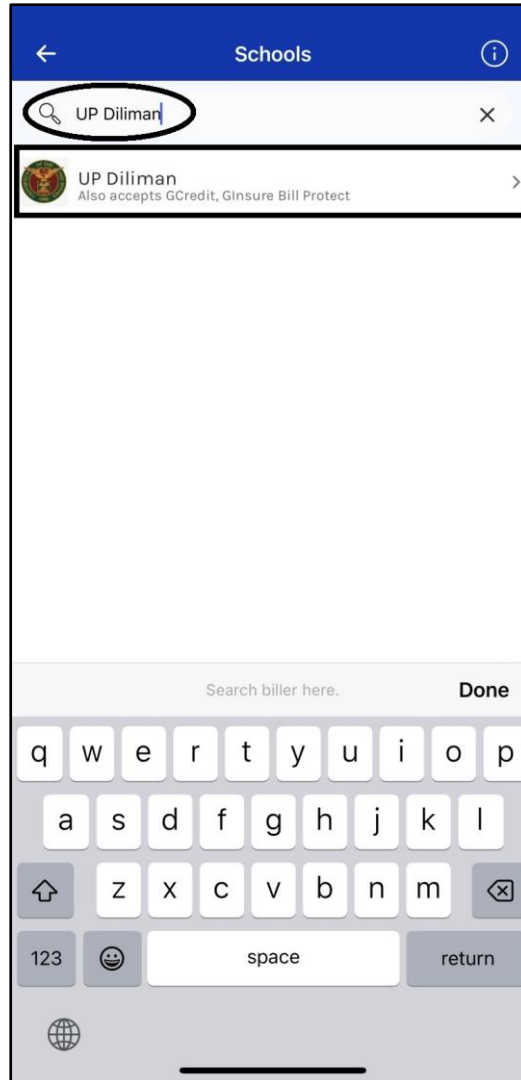 Schools
UP Diliman
UP Diliman
Also accepts GCredit, GInsure Bill Protect
Search biller here.
Done
q w e r t y u i o p
a s d f g h j k l
z x c v b n m
123 space return